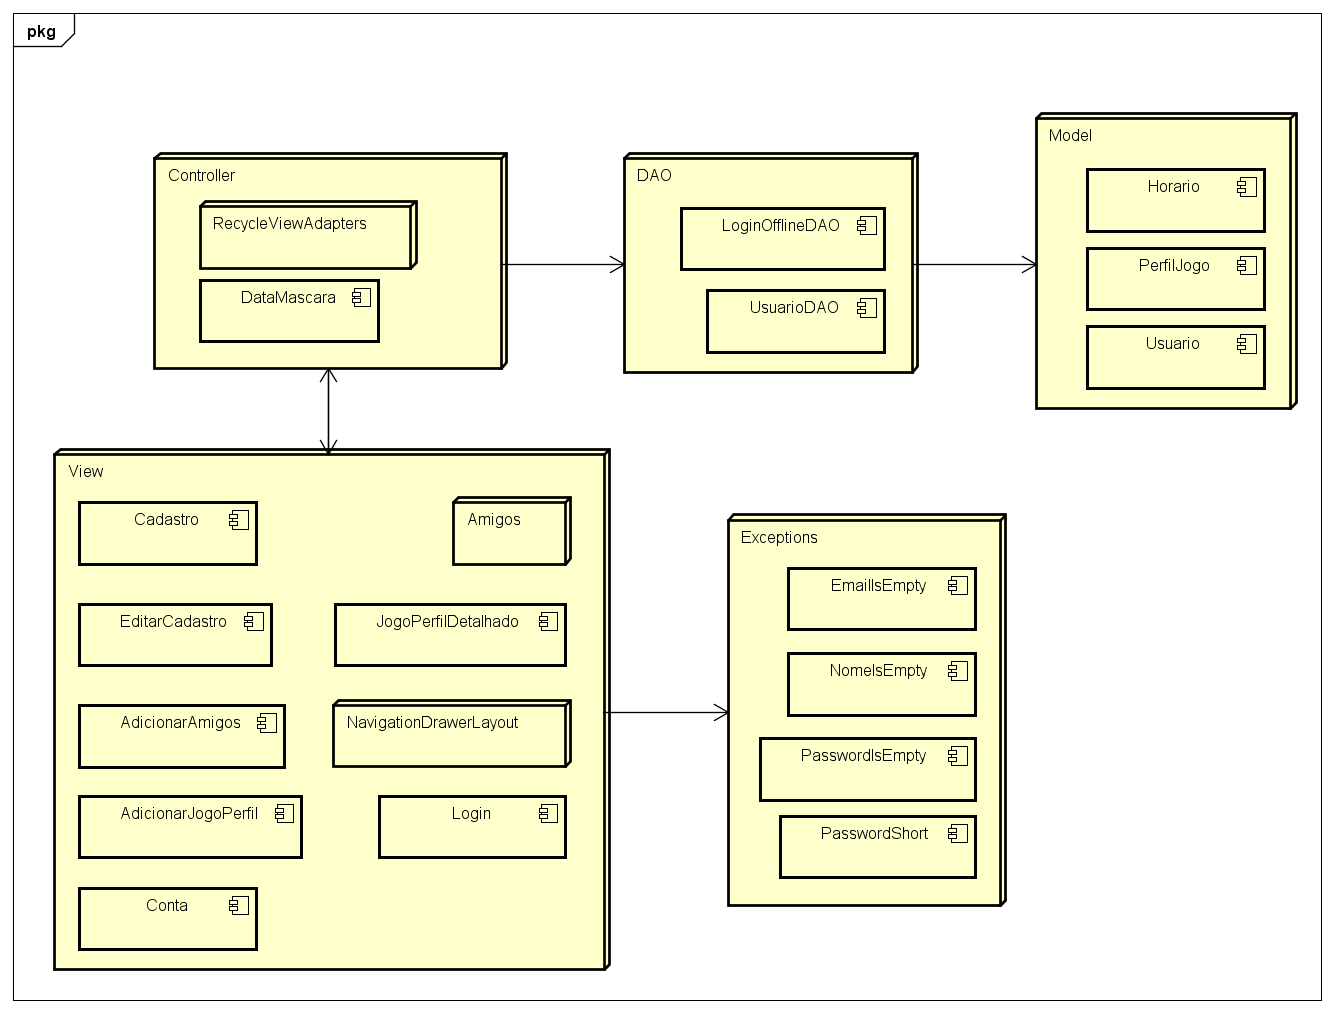 pkg
Controller
RecycleViewAdapters
DataMascara
DAO
LoginOfflineDAO
UsuarioDAO
Model
Horario
PerfilJogo
Usuario
View
Cadastro
Amigos
EditarCadastro
JogoPerfilDetalhado
AdicionarAmigos
NavigationDrawerLayout
AdicionarJogoPerfil
Login
Conta
Exceptions
EmailIsEmpty
NomeIsEmpty
PasswordIsEmpty
PasswordShort